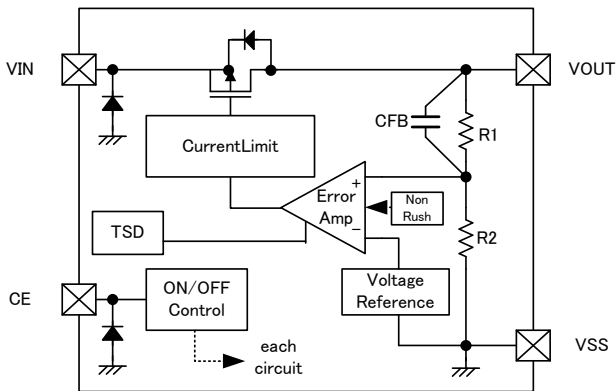 VIN
VOUT
CFB
R1
CurrentLimit
+
Error
Amp
−
Non
Rush
TSD
R2
Voltage
Reference
CE
ON/OFF
Control
each
circuit
VSS